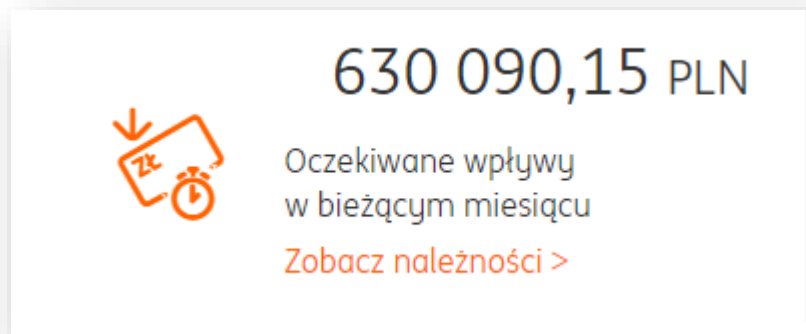 630 090,15 PLN
ZŁ
Oczekiwane wpływy
w bieżącym miesiącu
Zobacz należności >